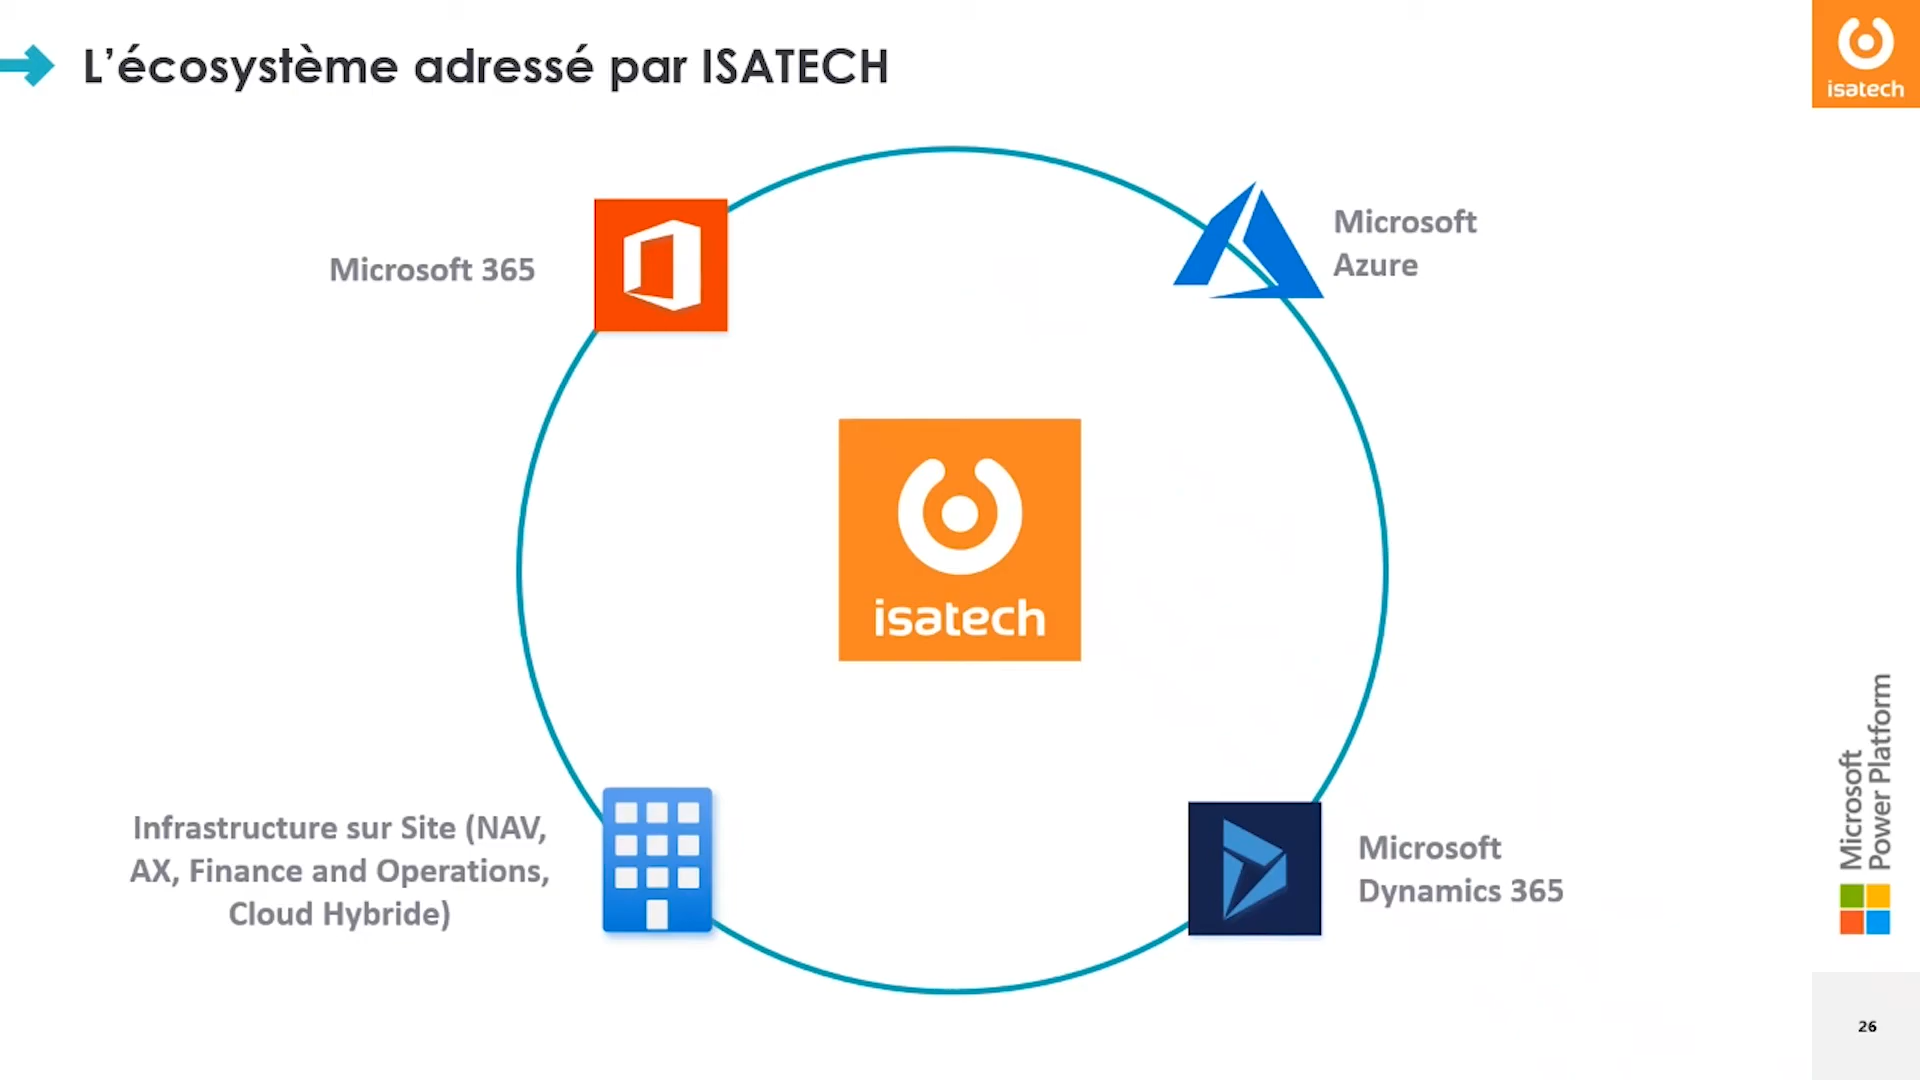 L'écosystème adressé par ISATECH
isatech
Microsoft 365
Microsoft
Azure
isatech
Infrastructure sur Site (NAV,
AX, Finance and Operations,
Cloud Hybride)
Microsoft
Dynamics 365
Microsoft
Power Platform
26